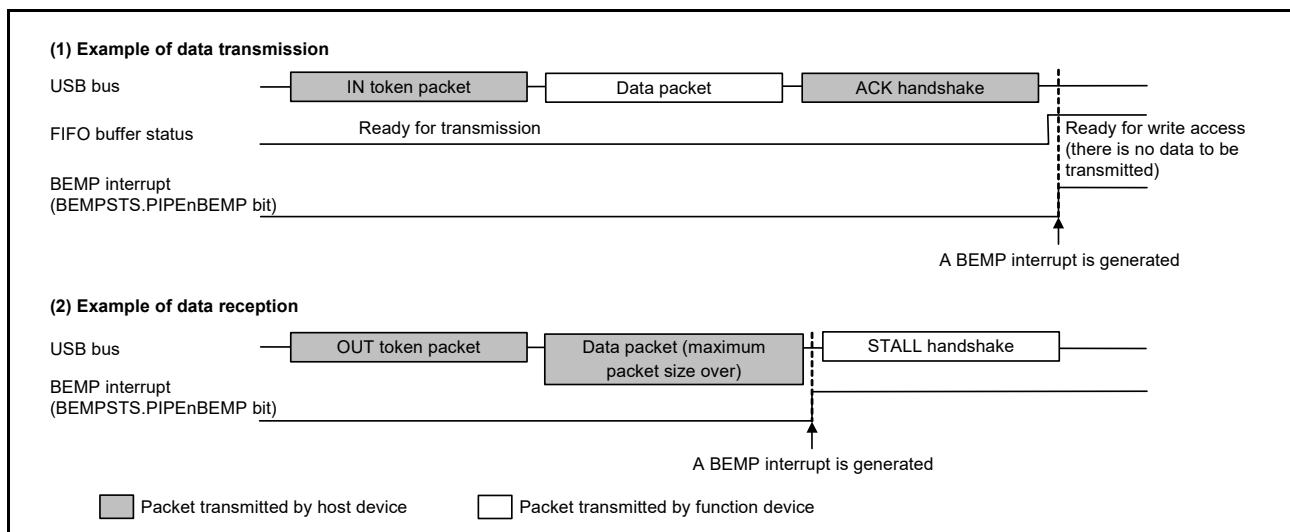 (1) Example of data transmission
USB bus
IN token packet
Data packet
ACK handshake
FIFO buffer status
Ready for transmission
Ready for write access
(there is no data to be
transmitted)
BEMP interrupt
(BEMPSTS.PIPEnBEMP bit)
A BEMP interrupt is generated
(2) Example of data reception
USB bus
OUT token packet
Data packet (maximum
packet size over)
STALL handshake
BEMP interrupt
(BEMPSTS.PIPEnBEMP bit)
A BEMP interrupt is generated
Packet transmitted by host device
Packet transmitted by function device